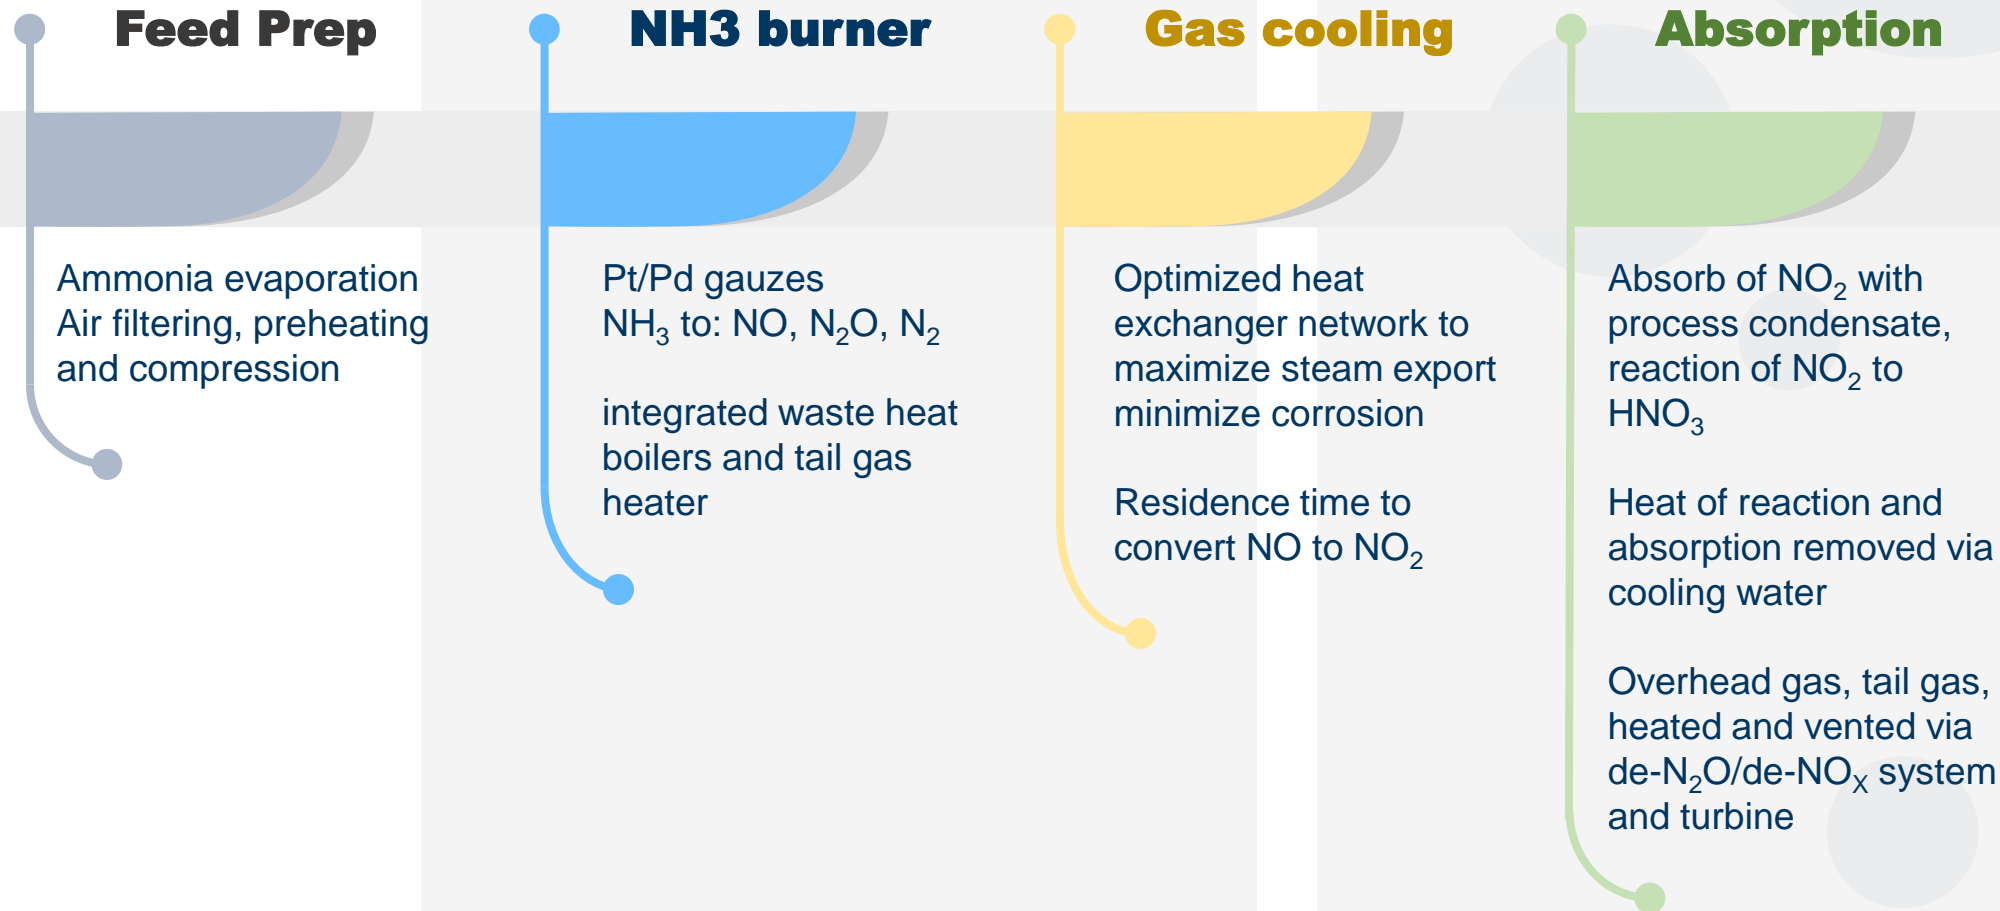 Feed Prep
Ammonia evaporation
Air filtering, preheating
and compression
NH3 burner
Pt/Pd gauzes
NH₃ to: NO, N₂O, N₂
integrated waste heat
boilers and tail gas
heater
Gas cooling
Optimized heat
exchanger network to
maximize steam export
minimize corrosion
Residence time to
convert NO to NO₂
Absorption
Absorb of NO₂ with
process condensate,
reaction of NO₂ to
HNO₃
Heat of reaction and
absorption removed via
cooling water
Overhead gas, tail gas,
heated and vented via
de-N₂O/de-NOₓ system
and turbine